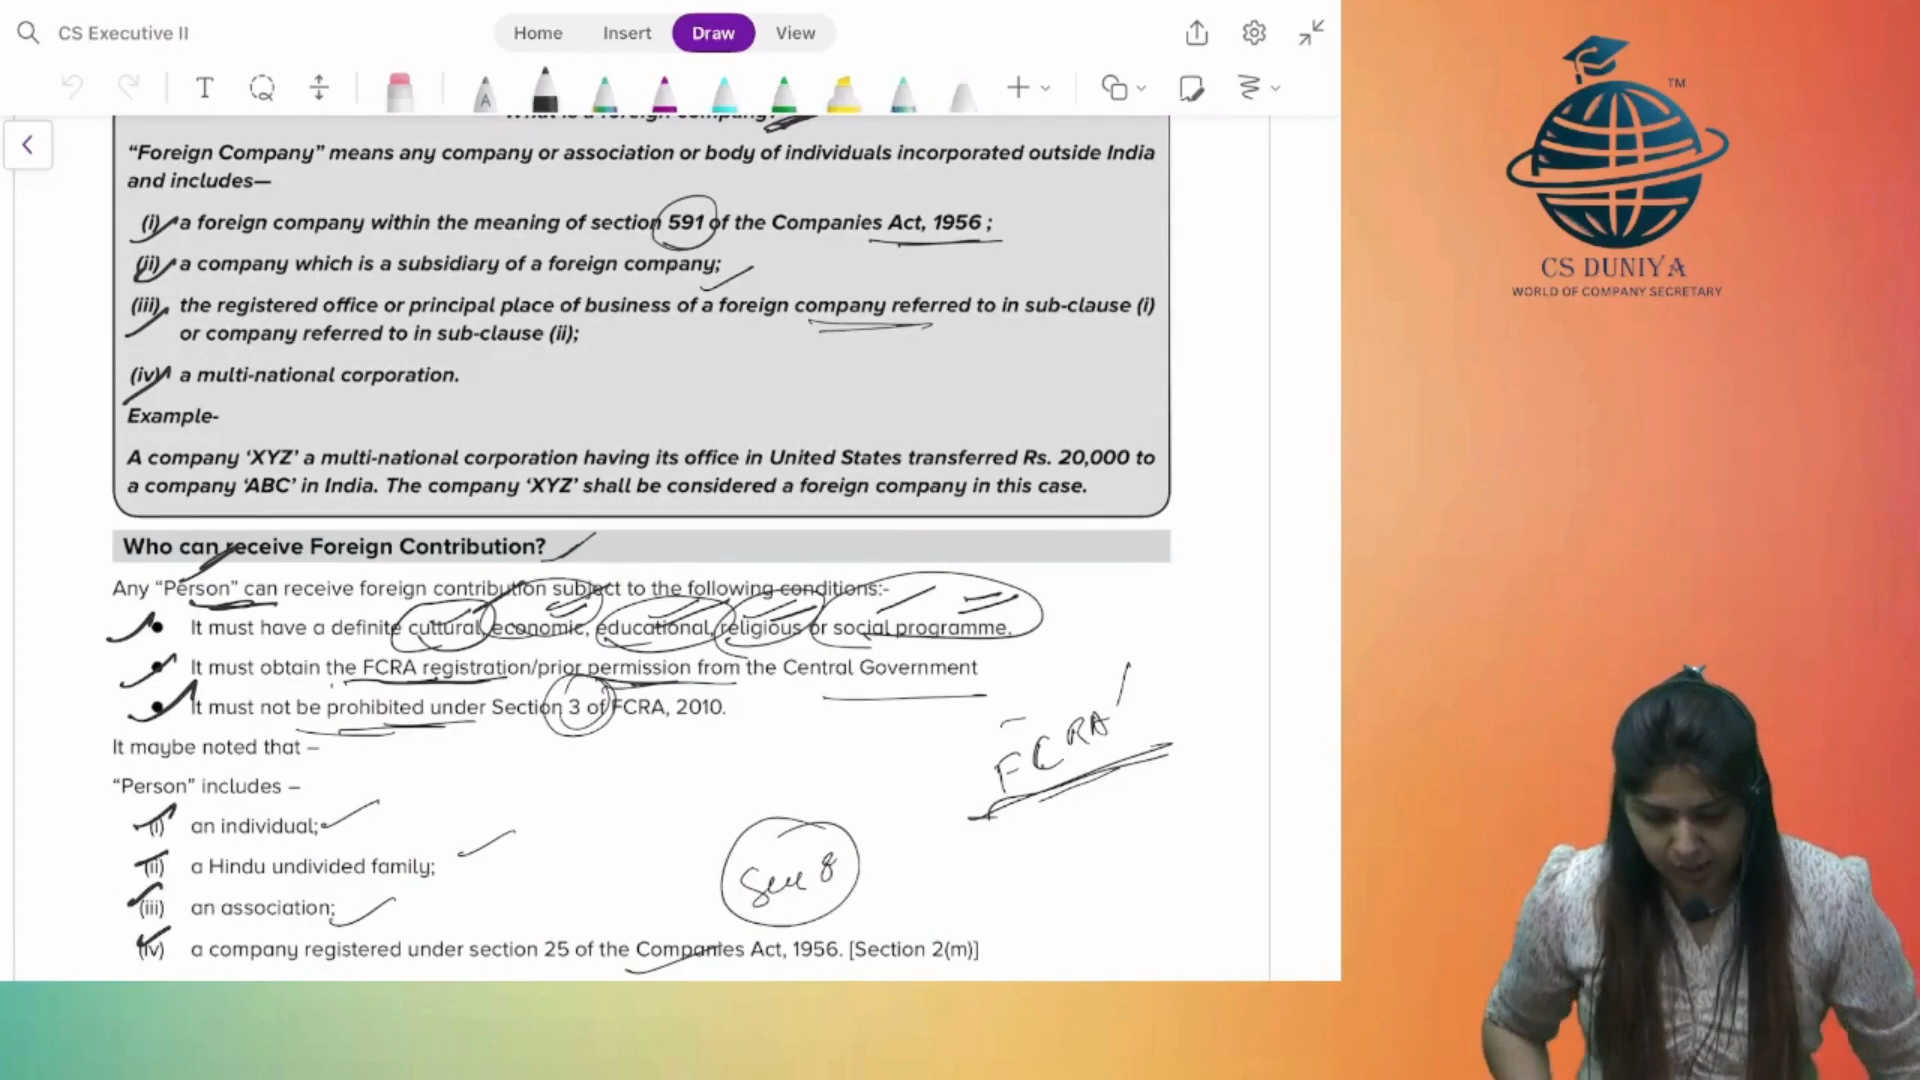 CS Executive II
Home
Insert
Draw
View
T
A
What is a foreign company?
“Foreign Company” means any company or association or body of individuals incorporated outside India
and includes—
(i) a foreign company within the meaning of section 591 of the Companies Act, 1956 ;
(ii) a company which is a subsidiary of a foreign company;
(iii) the registered office or principal place of business of a foreign company referred to in sub-clause (i)
or company referred to in sub-clause (ii);
(iv) a multi-national corporation.
Example-
A company ‘XYZ’ a multi-national corporation having its office in United States transferred Rs. 20,000 to
a company ‘ABC’ in India. The company ‘XYZ’ shall be considered a foreign company in this case.
Who can receive Foreign Contribution?
Any “Person” can receive foreign contribution subject to the following conditions:-
● It must have a definite cultural, economic, educational, religious or social programme.
● It must obtain the FCRA registration/prior permission from the Central Government
● It must not be prohibited under Section 3 of FCRA, 2010.
It maybe noted that –
FCRA
“Person” includes –
(i) an individual;
(ii) a Hindu undivided family;
Sec 8
(iii) an association;
(iv) a company registered under section 25 of the Companies Act, 1956. [Section 2(m)]
TM
CS DUNIYA
WORLD OF COMPANY SECRETARY